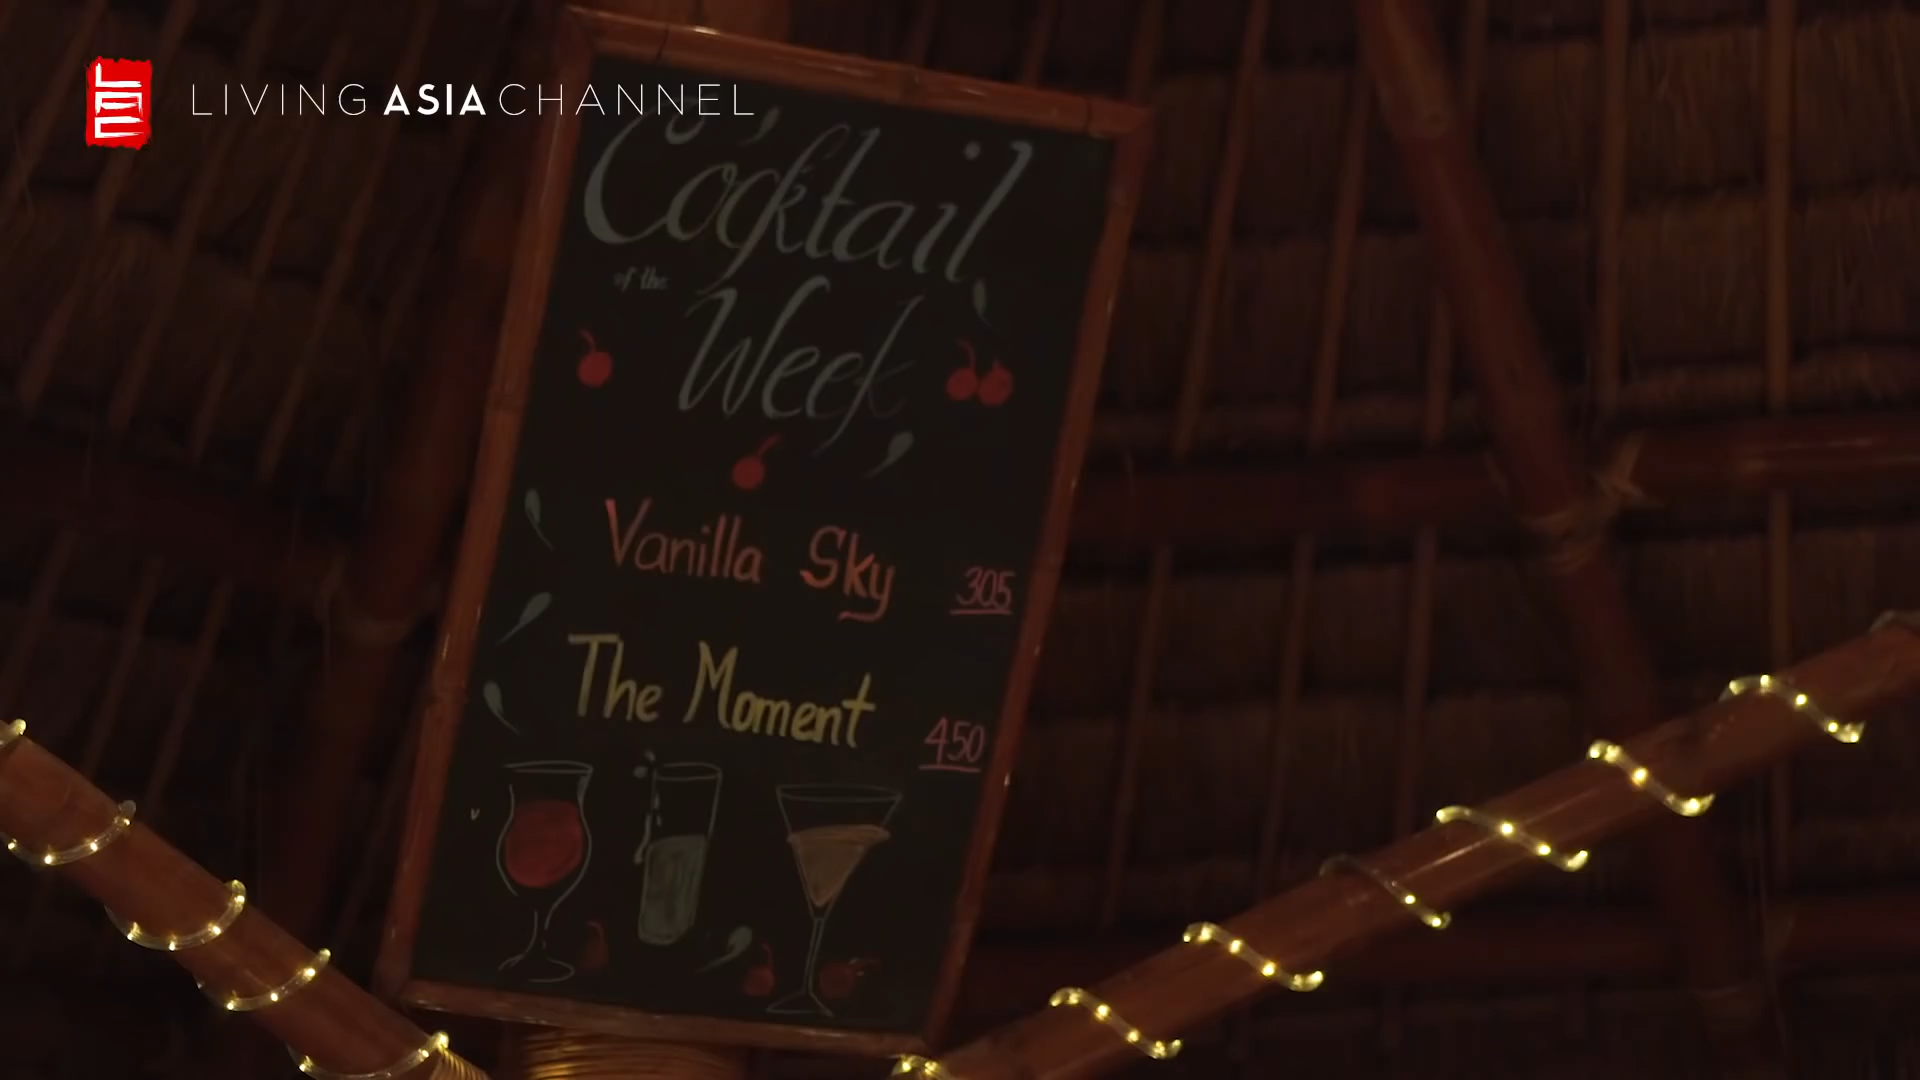 LIVING ASIA CHANNEL
Cocktail
of the
Week
Vanilla Sky 305
The Moment 450